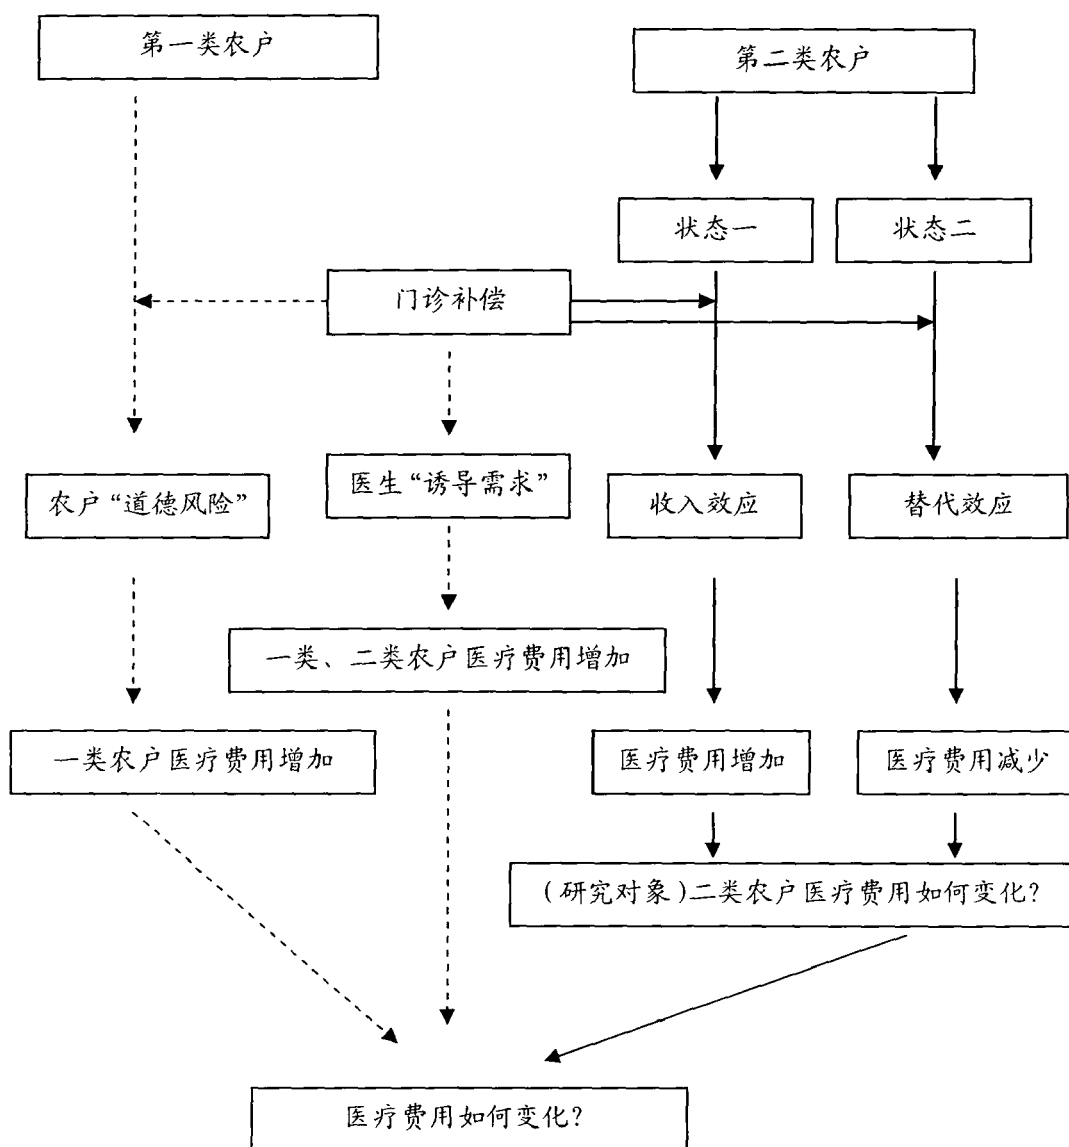 第一类农户
第二类农户
状态一
状态二
门诊补偿
农户“道德风险”
医生“诱导需求”
收入效应
替代效应
一类、二类农户医疗费用增加
一类农户医疗费用增加
医疗费用增加
医疗费用减少
(研究对象)二类农户医疗费用如何变化?
医疗费用如何变化?